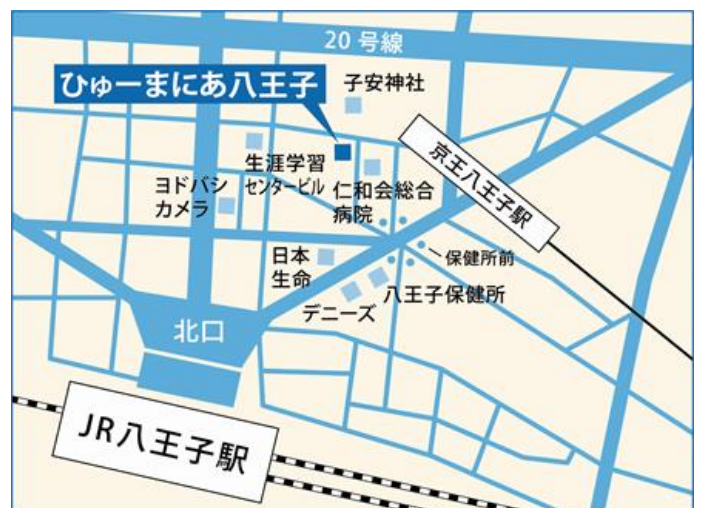 20号線
ひゅーまにあ八王子
子安神社
京王八王子駅
生涯学習
センタービル
仁和会総合
病院
ヨドバシ
カメラ
日本
生命
保健所前
八王子保健所
デニーズ
北口
JR八王子駅